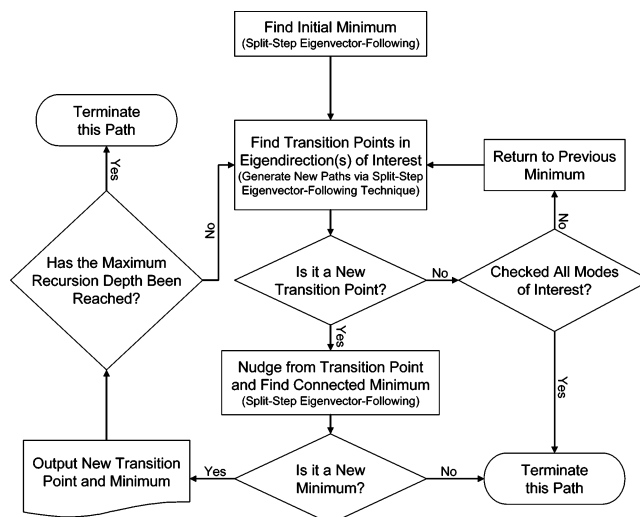 Find Initial Minimum
(Split-Step Eigenvector-Following)
Terminate
this Path
Yes
Find Transition Points in
Eigendirection(s) of Interest
(Generate New Paths via Split-Step
Eigenvector-Following Technique)
Return to Previous
Minimum
No
No
Has the Maximum
Recursion Depth Been
Reached?
Is it a New
Transition Point?
No
Checked All Modes
of Interest?
Yes
Yes
Nudge from Transition Point
and Find Connected Minimum
(Split-Step Eigenvector-Following)
Output New Transition
Point and Minimum
Yes
Is it a New
Minimum?
No
Terminate
this Path